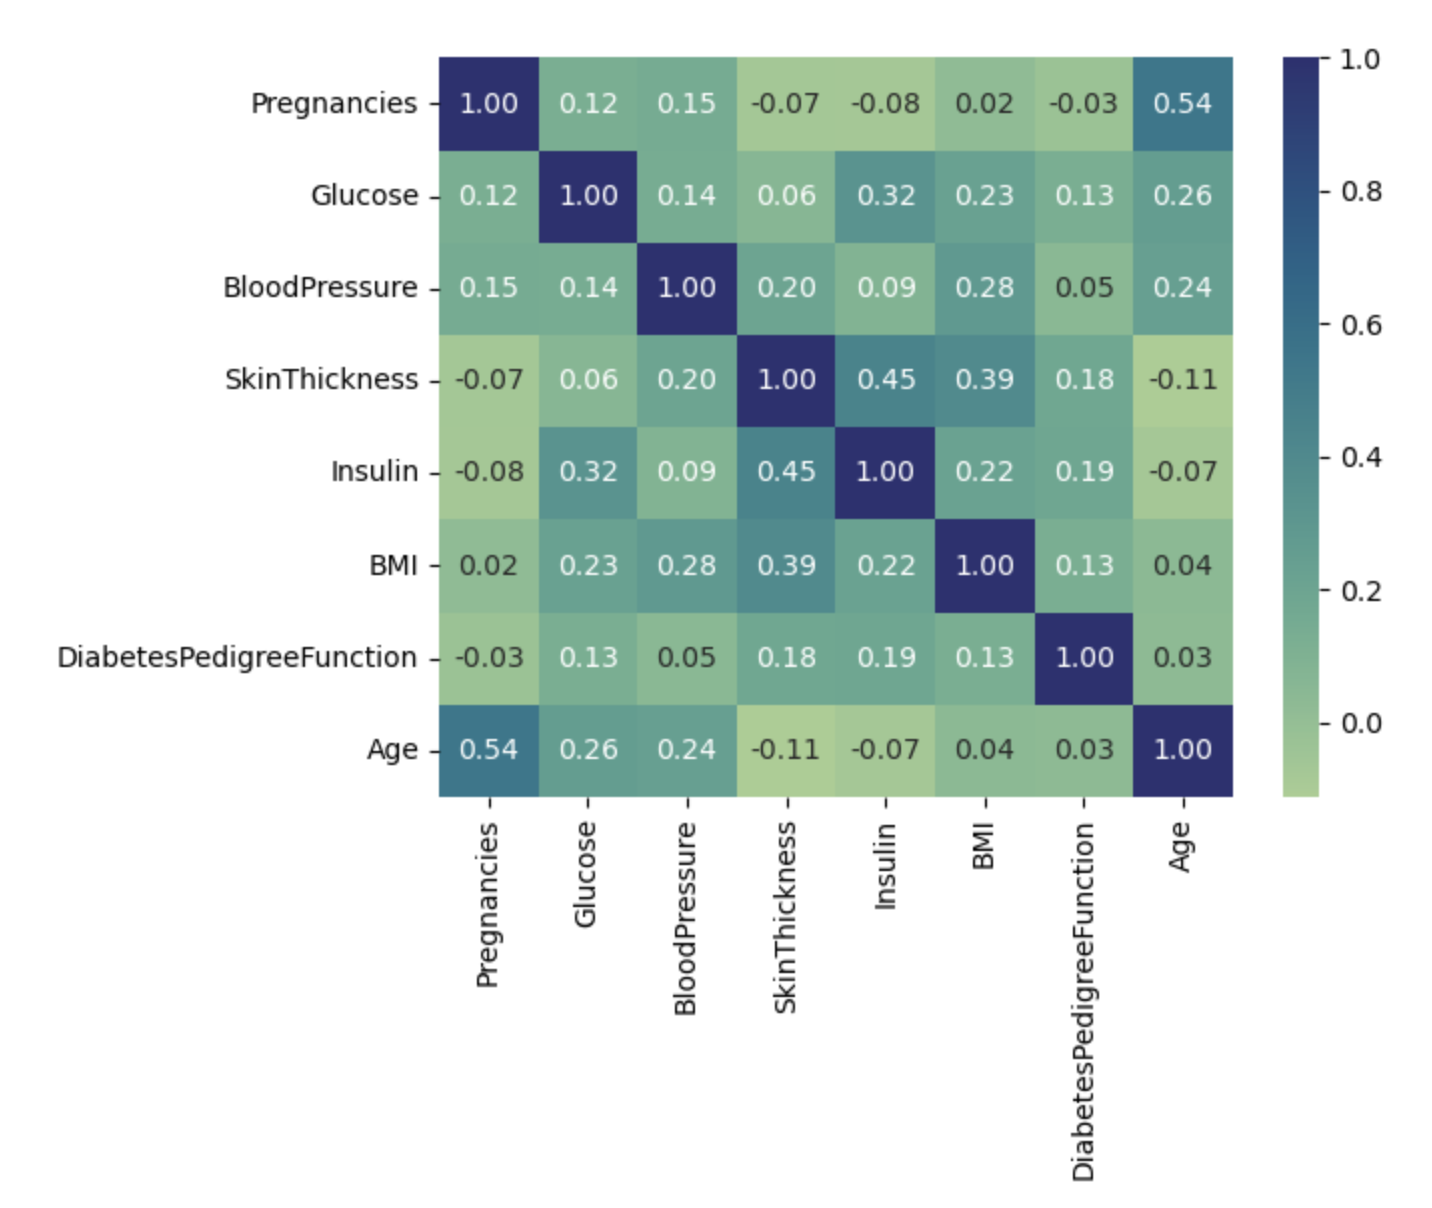 Pregnancies 1.00 0.12 0.15 -0.07 -0.08 0.02 -0.03 0.54
Glucose 0.12 1.00 0.14 0.06 0.32 0.23 0.13 0.26
BloodPressure 0.15 0.14 1.00 0.20 0.09 0.28 0.05 0.24
SkinThickness -0.07 0.06 0.20 1.00 0.45 0.39 0.18 -0.11
Insulin -0.08 0.32 0.09 0.45 1.00 0.22 0.19 -0.07
BMI 0.02 0.23 0.28 0.39 0.22 1.00 0.13 0.04
DiabetesPedigreeFunction -0.03 0.13 0.05 0.18 0.19 0.13 1.00 0.03
Age 0.54 0.26 0.24 -0.11 -0.07 0.04 0.03 1.00
Pregnancies
Glucose
BloodPressure
SkinThickness
Insulin
BMI
DiabetesPedigreeFunction
Age
1.0
0.8
0.6
0.4
0.2
0.0